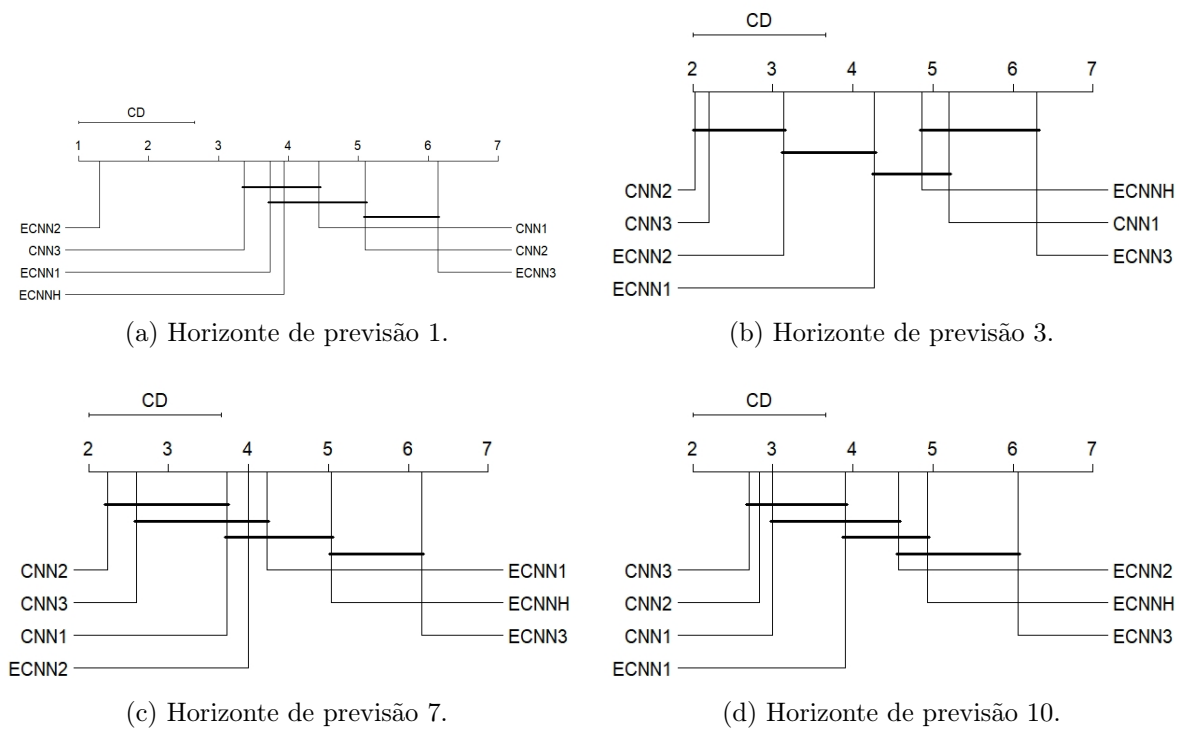 CD
1 2 3 4 5 6 7
ECNN2 CNN1
CNN3 CNN2
ECNN1 ECNN3
ECNNH
(a) Horizonte de previsão 1.
CD
2 3 4 5 6 7
CNN2 ECNNH
CNN3 CNN1
ECNN2 ECNN3
ECNN1
(b) Horizonte de previsão 3.
CD
2 3 4 5 6 7
CNN2 ECNN1
CNN3 ECNNH
CNN1 ECNN3
ECNN2
(c) Horizonte de previsão 7.
CD
2 3 4 5 6 7
CNN3 ECNN2
CNN2 ECNNH
CNN1 ECNN3
ECNN1
(d) Horizonte de previsão 10.